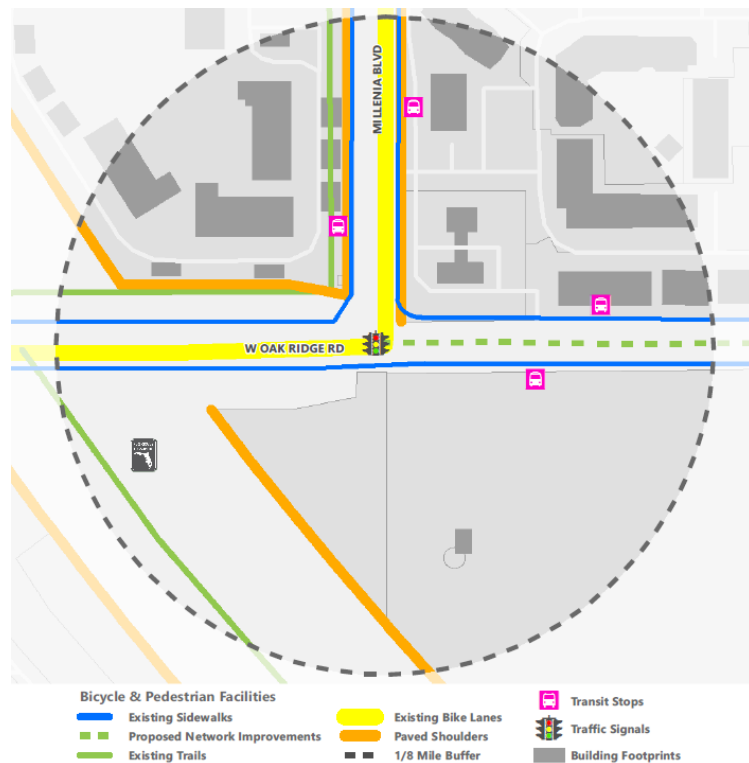 MILLENIA BLVD
W OAK RIDGE RD
Bicycle & Pedestrian Facilities
Existing Sidewalks
Proposed Network Improvements
Existing Trails
Existing Bike Lanes
Paved Shoulders
1/8 Mile Buffer
Transit Stops
Traffic Signals
Building Footprints